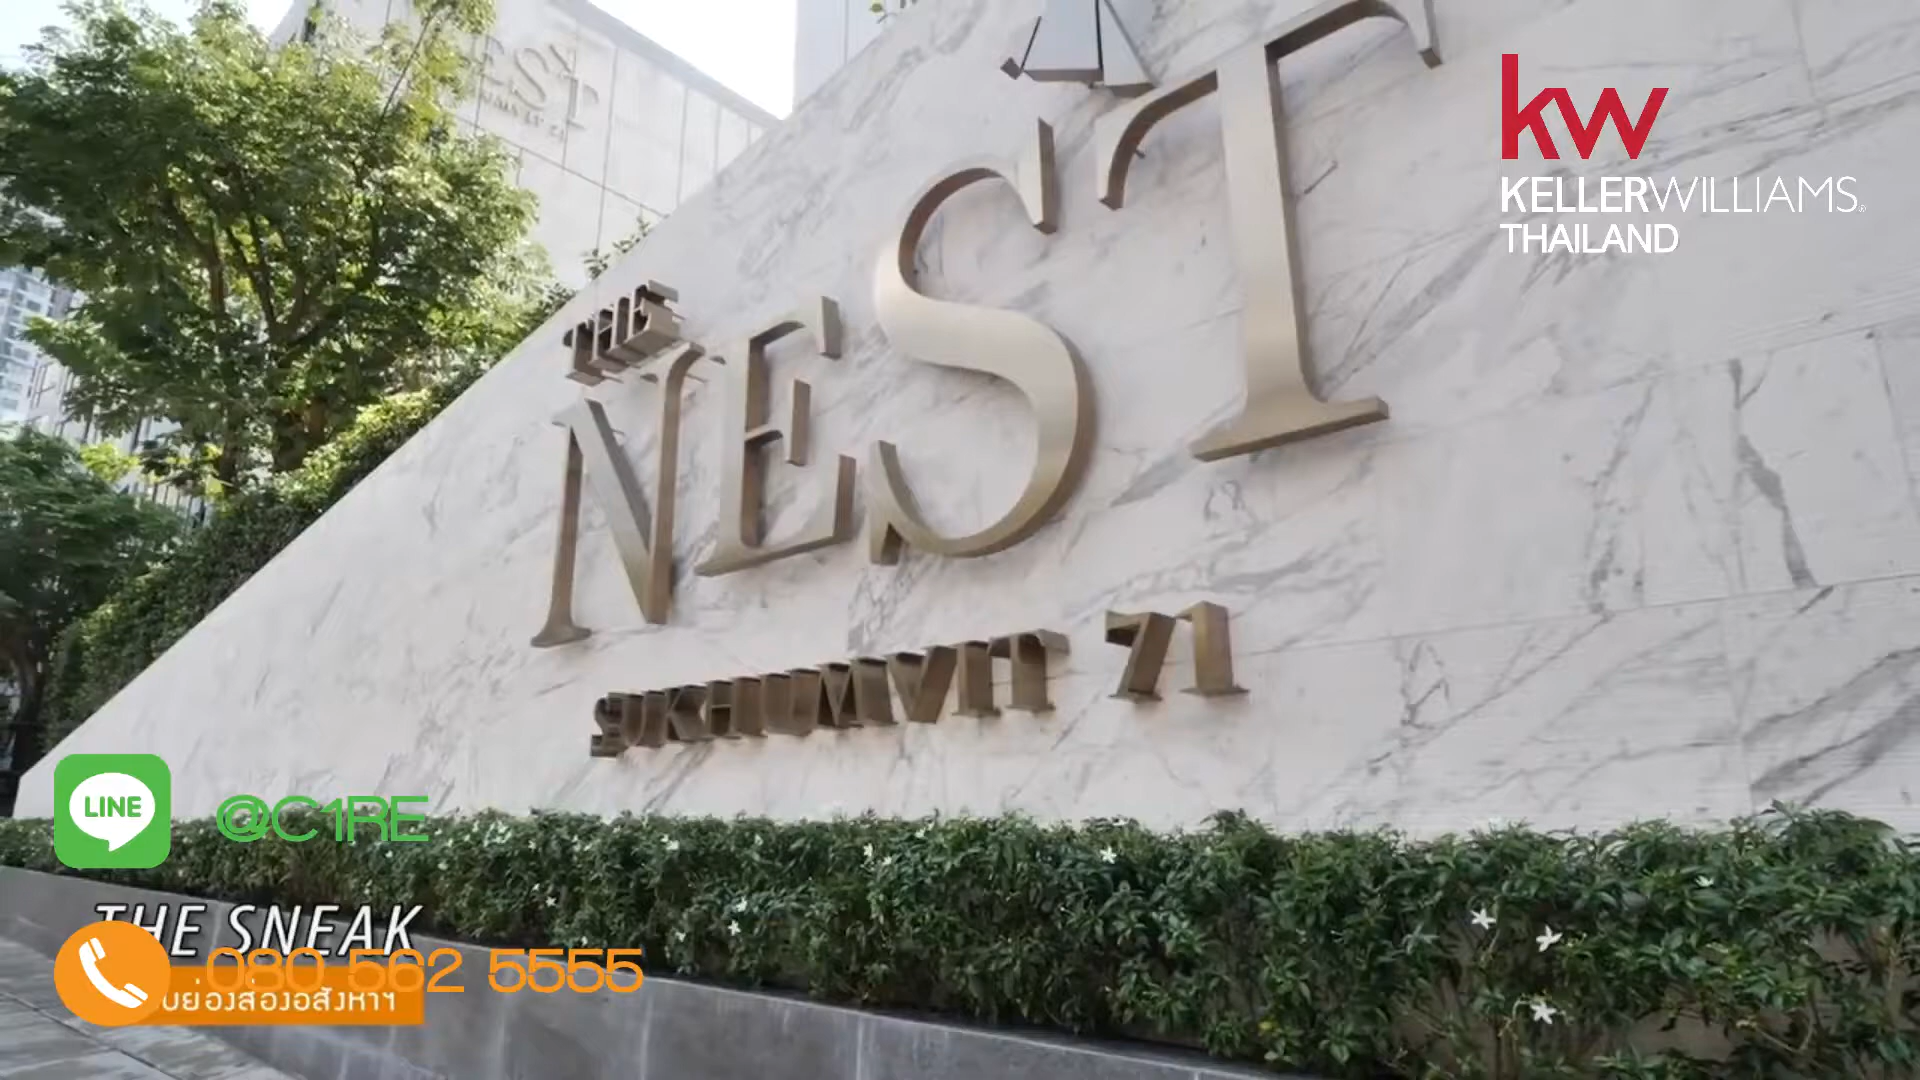 kw
KELLERWILLIAMS®
THAILAND
NEST
THE
NEST
SUKHUMVIT 71
LINE
@C1RE
THE SNEAK
080 562 5555
บย่องส่องอสังหาฯ